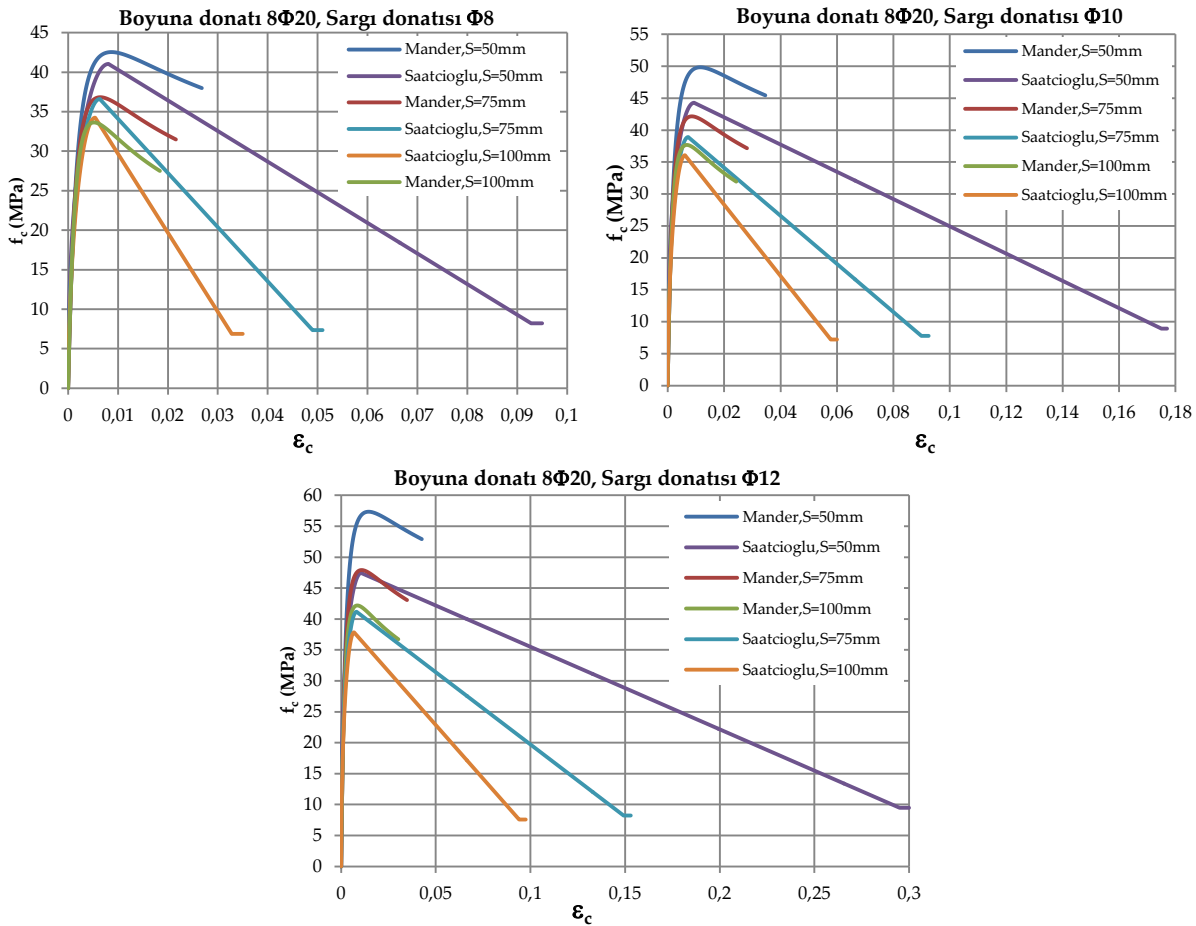 Boyuna donatı 8Φ20, Sargı donatısı Φ8
f_c (MPa)
45
40
35
30
25
20
15
10
5
0
0
0,01
0,02
0,03
0,04
0,05
0,06
0,07
0,08
0,09
0,1
ε_c
Mander,S=50mm
Saatcioglu,S=50mm
Mander,S=75mm
Saatcioglu,S=75mm
Saatcioglu,S=100mm
Mander,S=100mm
Boyuna donatı 8Φ20, Sargı donatısı Φ10
f_c (MPa)
55
50
45
40
35
30
25
20
15
10
5
0
0
0,02
0,04
0,06
0,08
0,1
0,12
0,14
0,16
0,18
ε_c
Mander,S=50mm
Saatcioglu,S=50mm
Mander,S=75mm
Saatcioglu,S=75mm
Mander,S=100mm
Saatcioglu,S=100mm
Boyuna donatı 8Φ20, Sargı donatısı Φ12
f_c (MPa)
60
55
50
45
40
35
30
25
20
15
10
5
0
0
0,05
0,1
0,15
0,2
0,25
0,3
ε_c
Mander,S=50mm
Saatcioglu,S=50mm
Mander,S=75mm
Mander,S=100mm
Saatcioglu,S=75mm
Saatcioglu,S=100mm